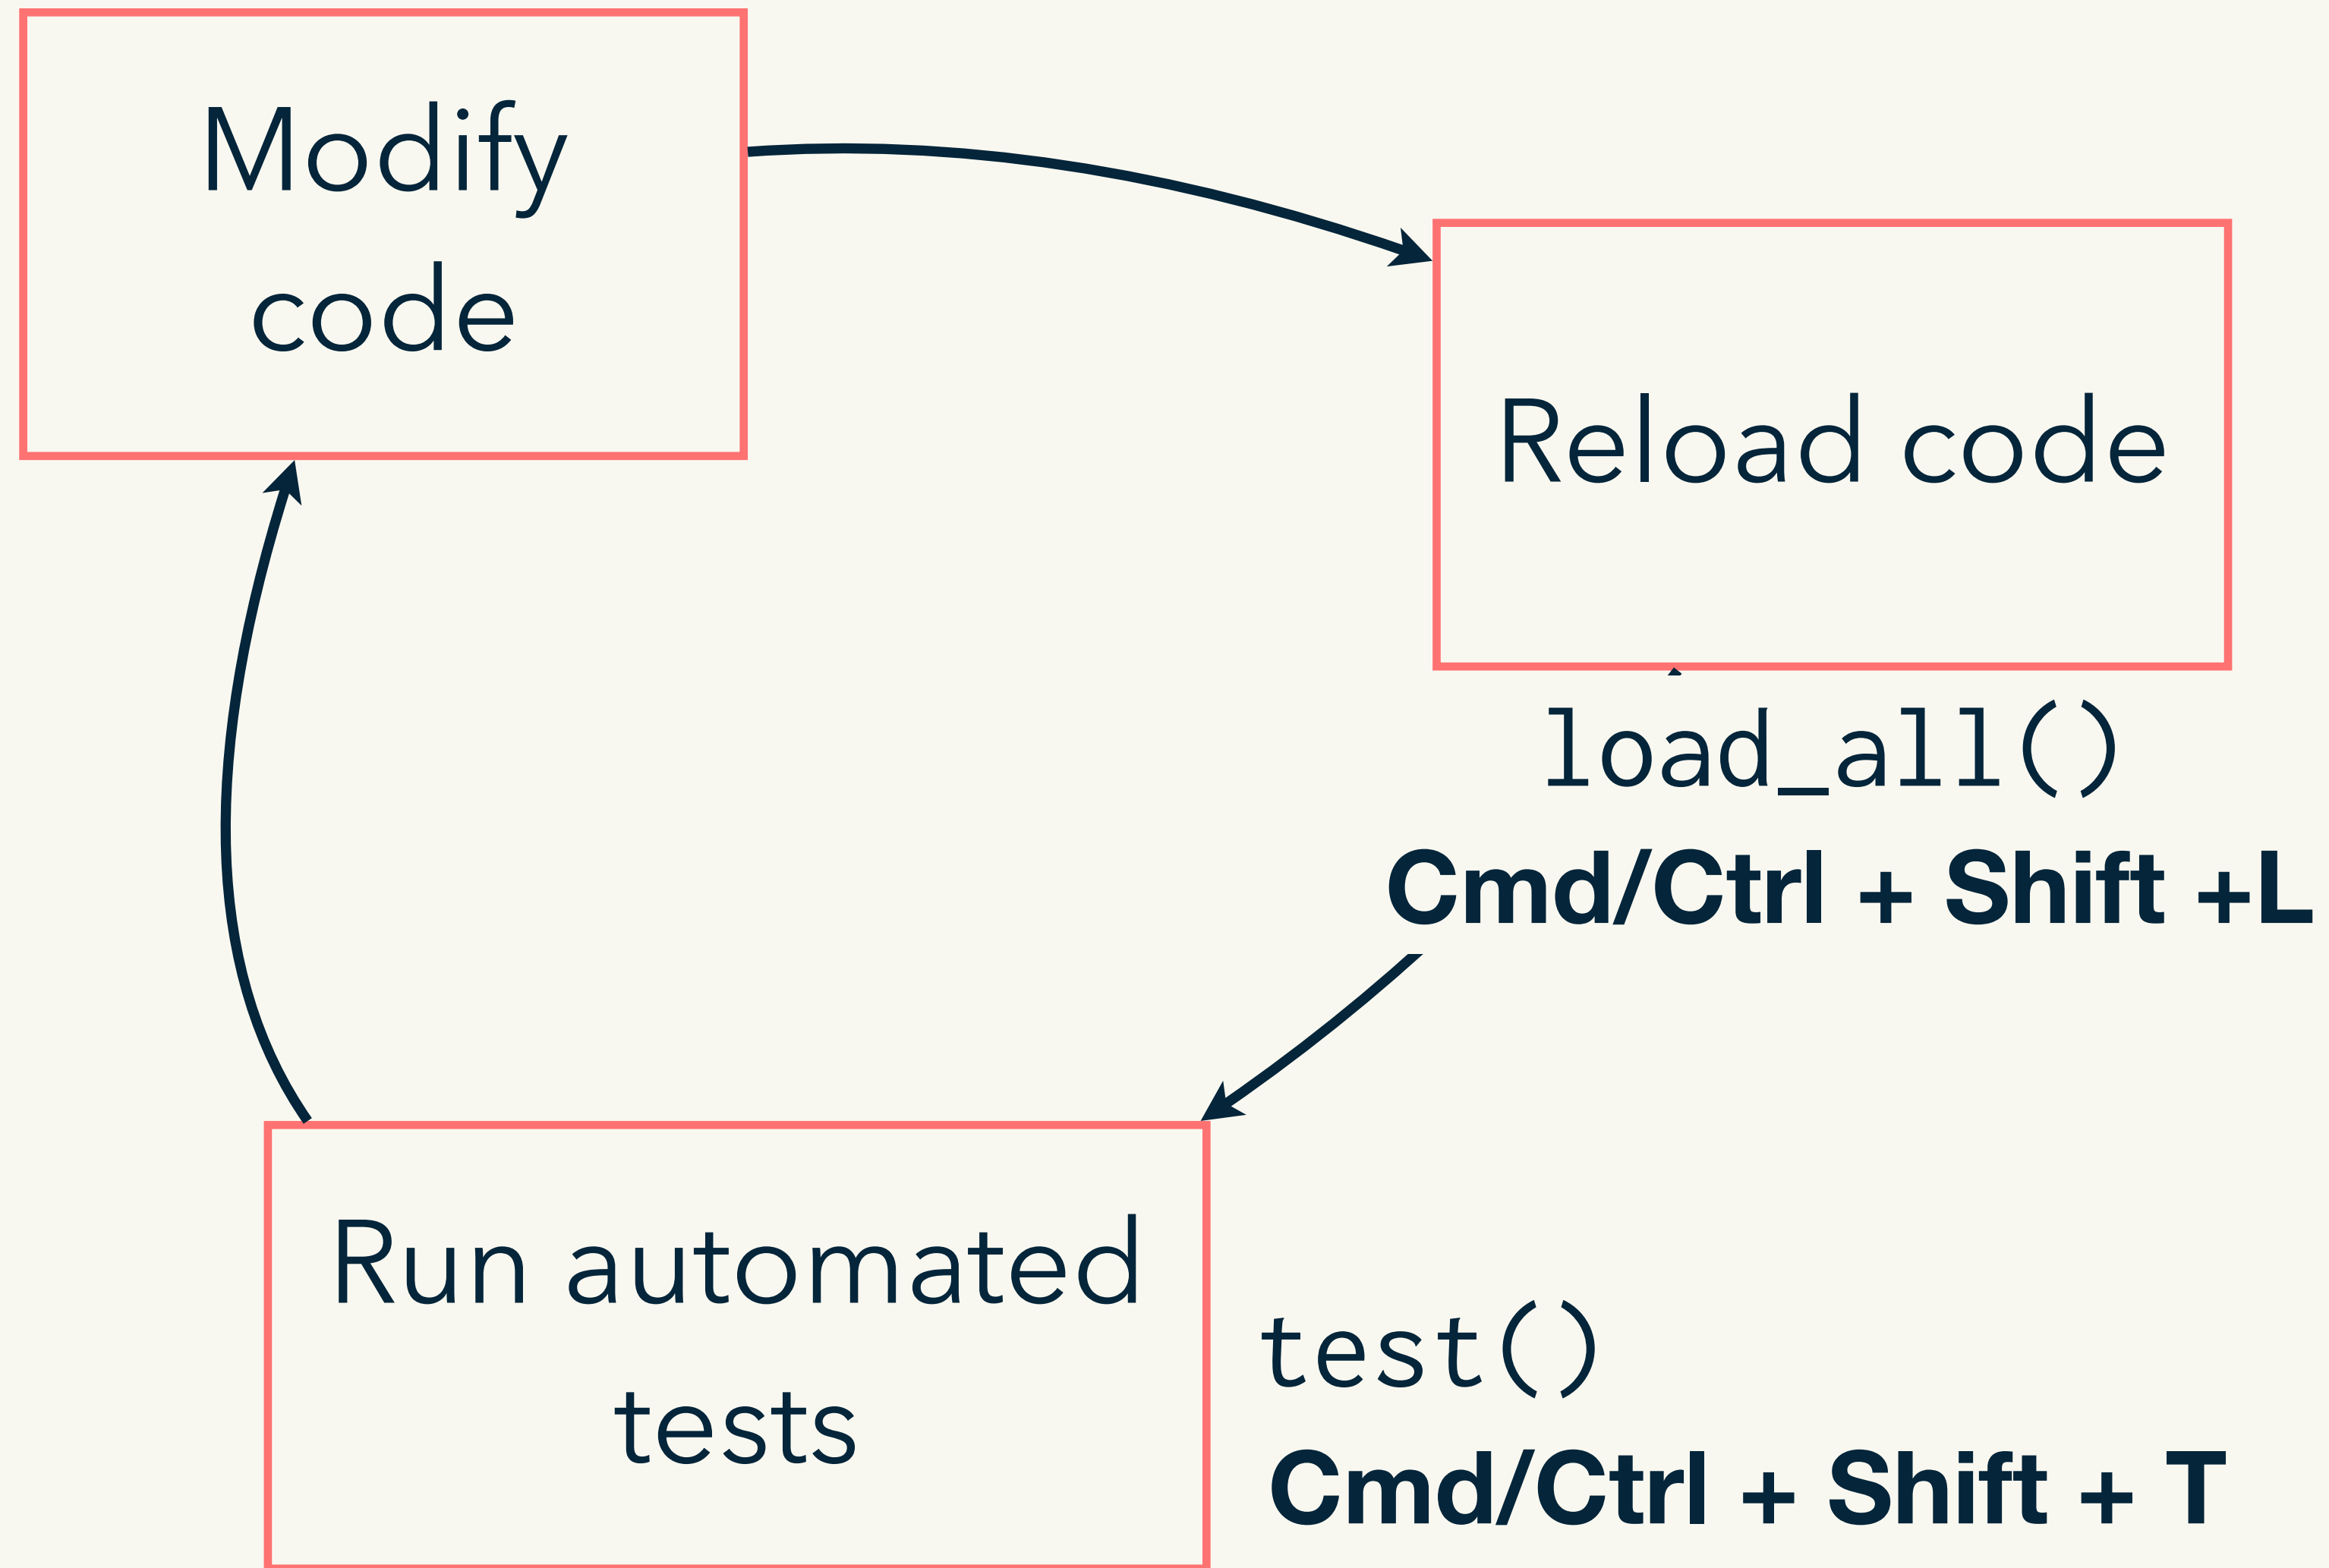 Modify
code
Reload code
load_all()
Cmd/Ctrl + Shift +L
Run automated
tests
test()
Cmd/Ctrl + Shift + T